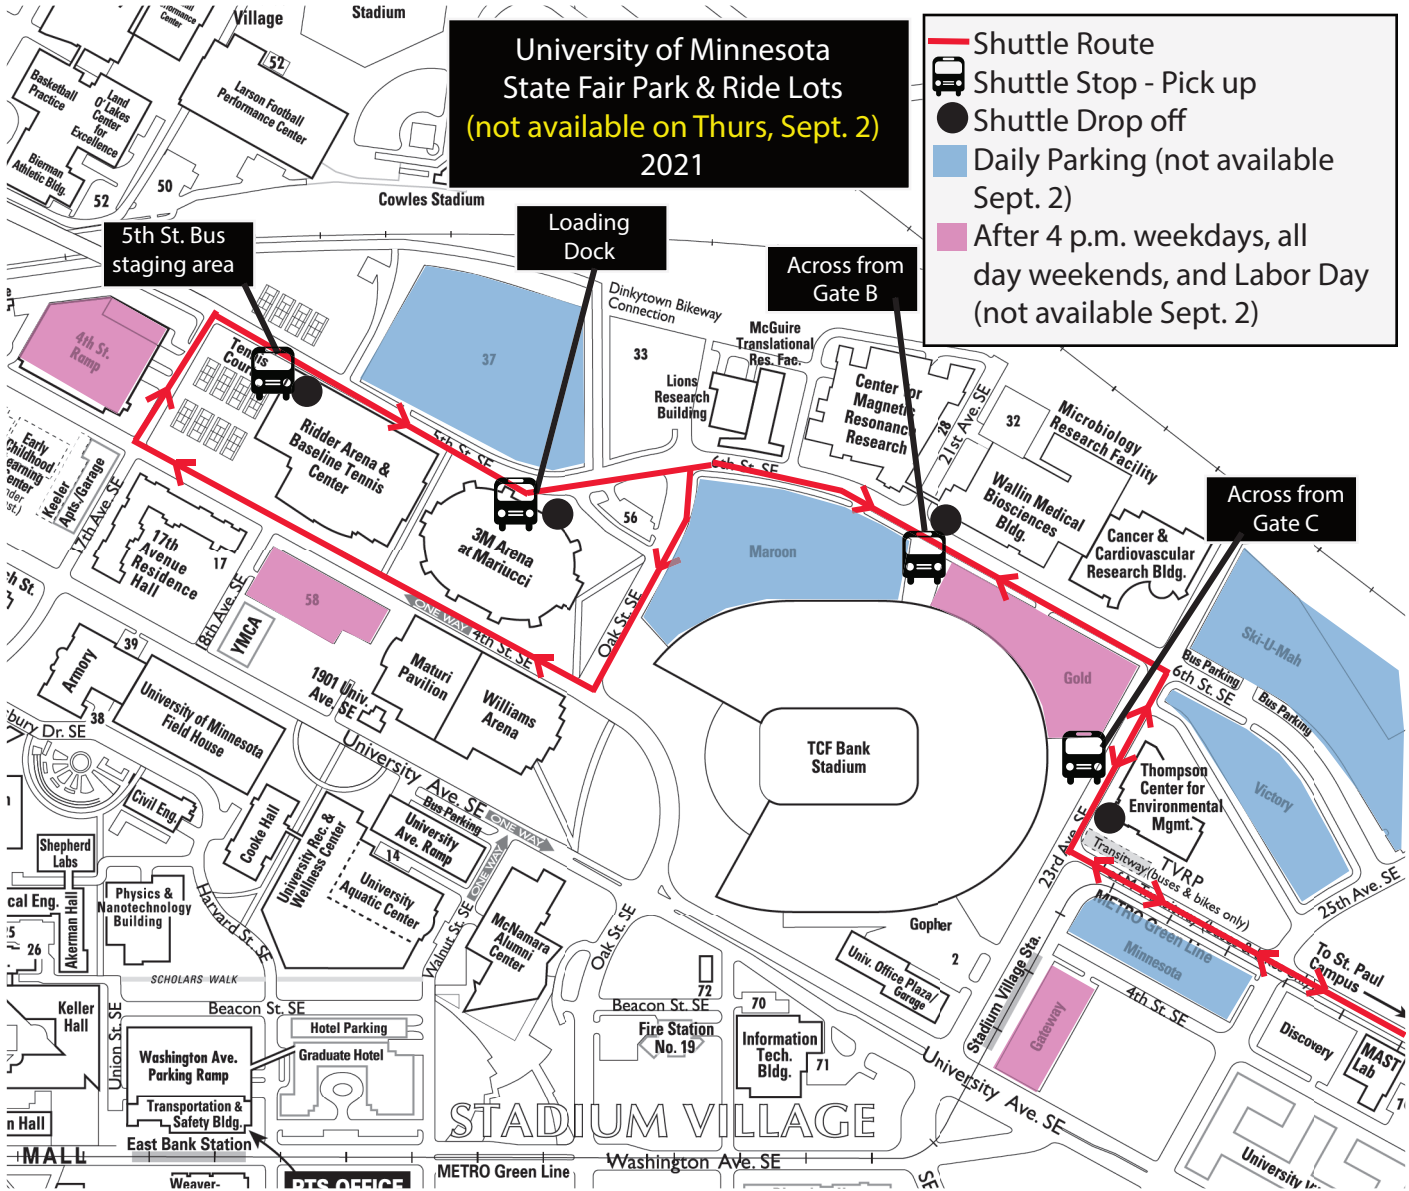 University of Minnesota
State Fair Park & Ride Lots
(not available on Thurs, Sept. 2)
2021
Shuttle Route
Shuttle Stop - Pick up
Shuttle Drop off
Daily Parking (not available
Sept. 2)
After 4 p.m. weekdays, all
day weekends, and Labor Day
(not available Sept. 2)
Village
Stadium
52
Larson Football
Performance Center
Basketball
Practice
Land
O' Lakes
Center
for
Excellence
Bierman
Athletic Bldg.
52
50
Cowles Stadium
5th St. Bus
staging area
Loading
Dock
Across from
Gate B
Across from
Gate C
4th St.
Ramp
Tennis
37
Dinkytown Bikeway
Connection
33
McGuire
Translational
Res. Fac.
Lions
Research
Building
Center for
Magnetic
Resonance
Research
28
21st Ave. SE
32
Microbiology
Research Facility
Wallin Medical
Biosciences
Bldg.
Cancer &
Cardiovascular
Research Bldg.
Early
Childhood
Learning
Center
Keeler
Apts./Garage
17th Ave. SE
17th
Avenue
Residence
Hall
17
18th Ave. SE
Ridder Arena &
Baseline Tennis
Center
5th St. SE
6th St. SE
3M Arena
at Mariucci
56
Maroon
Gold
Ski-U-Mah
Bus Parking
6th St. SE
Bus Parking
Victory
58
YMCA
ONE WAY
4th St. SE
Oak St. SE
39
Armory
38
University of Minnesota
Field House
1901 Univ.
Ave. SE
Maturi
Pavilion
Williams
Arena
TCF Bank
Stadium
Thompson
Center for
Environmental
Mgmt.
23rd Ave. SE
Transitway
TVRP
(buses & bikes only)
25th Ave. SE
METRO Green Line
Minnesota
4th St. SE
To St. Paul
Campus
University Ave. SE
Bus Parking
ONE WAY
University
Ave. Ramp
14
ONE WAY
University Rec &
Wellness Center
University
Aquatic Center
Civil Eng.
Cooke Hall
Shepherd
Labs
Akerman Hall
Physics &
Nanotechnology
Building
26
Harvard St. SE
Walnut St. SE
McNamara
Alumni
Center
Oak St. SE
Gopher
2
Univ. Office Plaza/
Garage
Stadium Village Sta.
Gateway
Discovery
MAST
Lab
SCHOLARS WALK
Keller
Hall
Union St. SE
Beacon St. SE
Hotel Parking
Graduate Hotel
Washington Ave.
Parking Ramp
Transportation &
Safety Bldg.
East Bank Station
MALL
72
Beacon St. SE
70
Fire Station
No. 19
Information
Tech.
Bldg.
71
University Ave. SE
STADIUM VILLAGE
METRO Green Line
Washington Ave. SE
Weaver-
PTS OFFICE